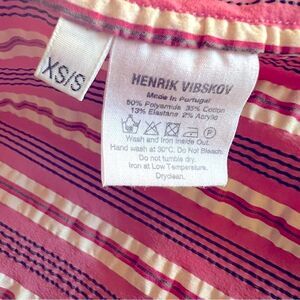 XS/S
HENRIK VIBSKOV
Made in Portugal
50% Polyamide 35% Cotton
13% Elastane 2% Acrylic
Wash and Iron Inside Out.
Hand wash at 30°C. Do Not Bleach.
Do not tumble dry.
Iron at Low Temperature.
Dryclean.